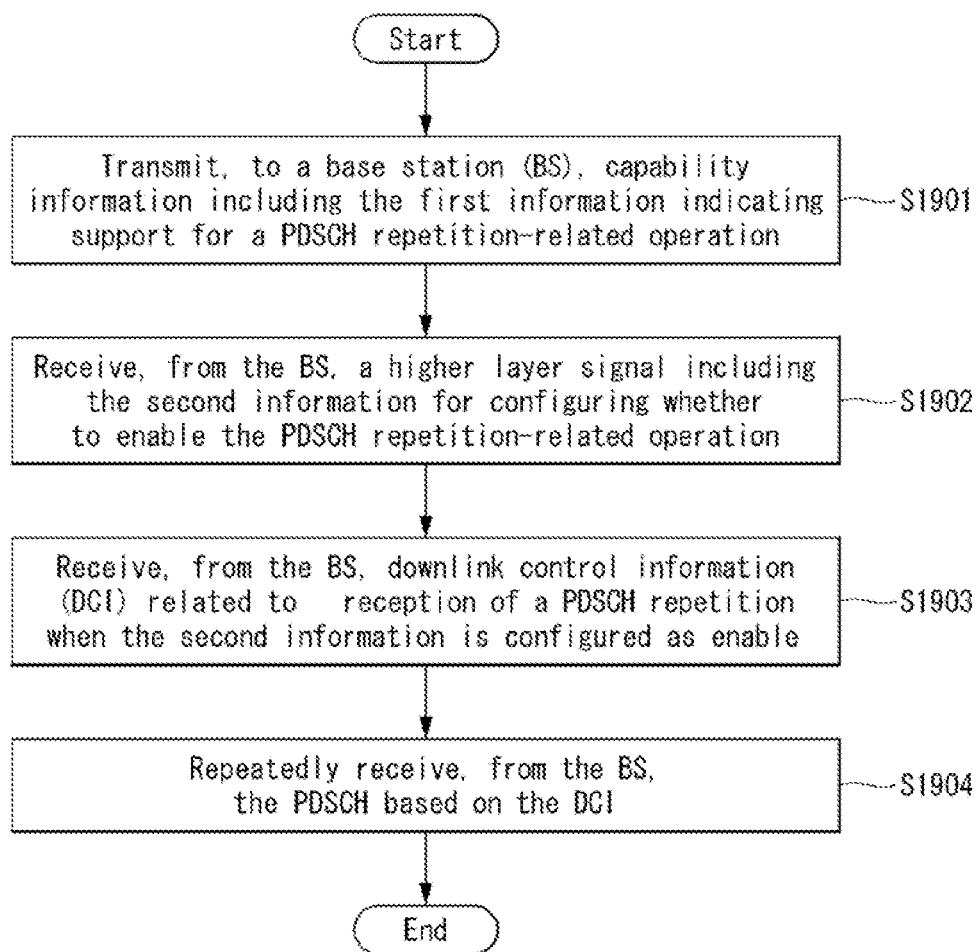 Start
Transmit, to a base station (BS), capability
information including the first information indicating
support for a PDSCH repetition-related operation
S1901
Receive, from the BS, a higher layer signal including
the second information for configuring whether
to enable the PDSCH repetition-related operation
S1902
Receive, from the BS, downlink control information
(DCI) related to reception of a PDSCH repetition
when the second information is configured as enable
S1903
Repeatedly receive, from the BS,
the PDSCH based on the DCI
S1904
End